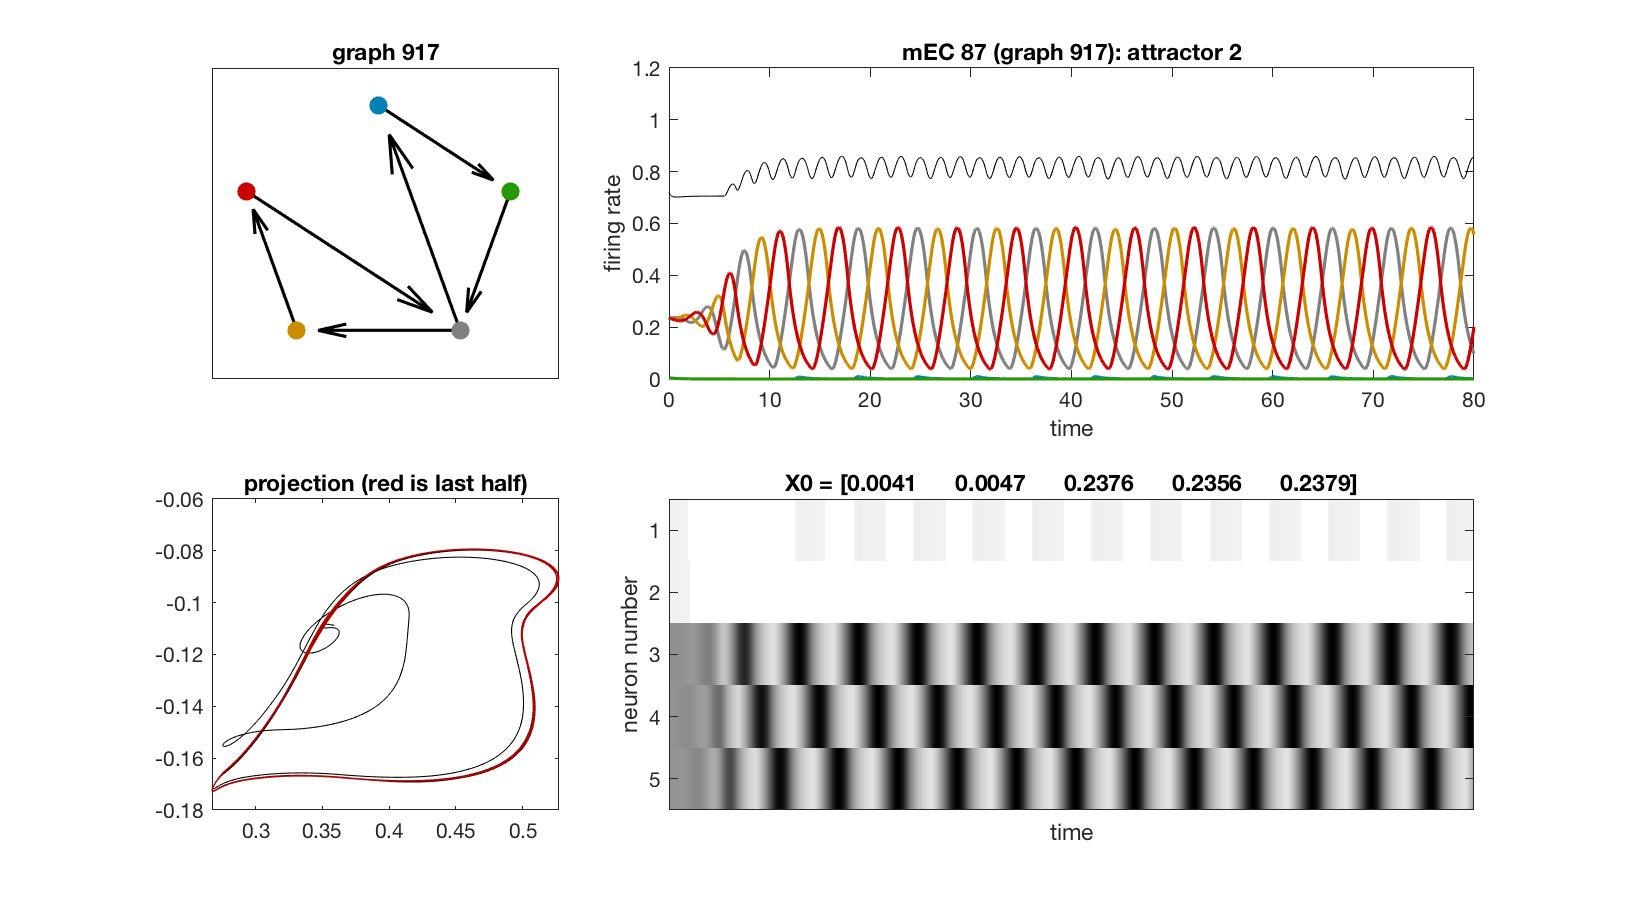 graph 917
mEC 87 (graph 917): attractor 2
1.2
1
0.8
0.6
0.4
0.2
0
firing rate
0 10 20 30 40 50 60 70 80
time
projection (red is last half)
-0.06
-0.08
-0.1
-0.12
-0.14
-0.16
-0.18
0.3 0.35 0.4 0.45 0.5
X0 = [0.0041 0.0047 0.2376 0.2356 0.2379]
1
2
3
4
5
neuron number
time